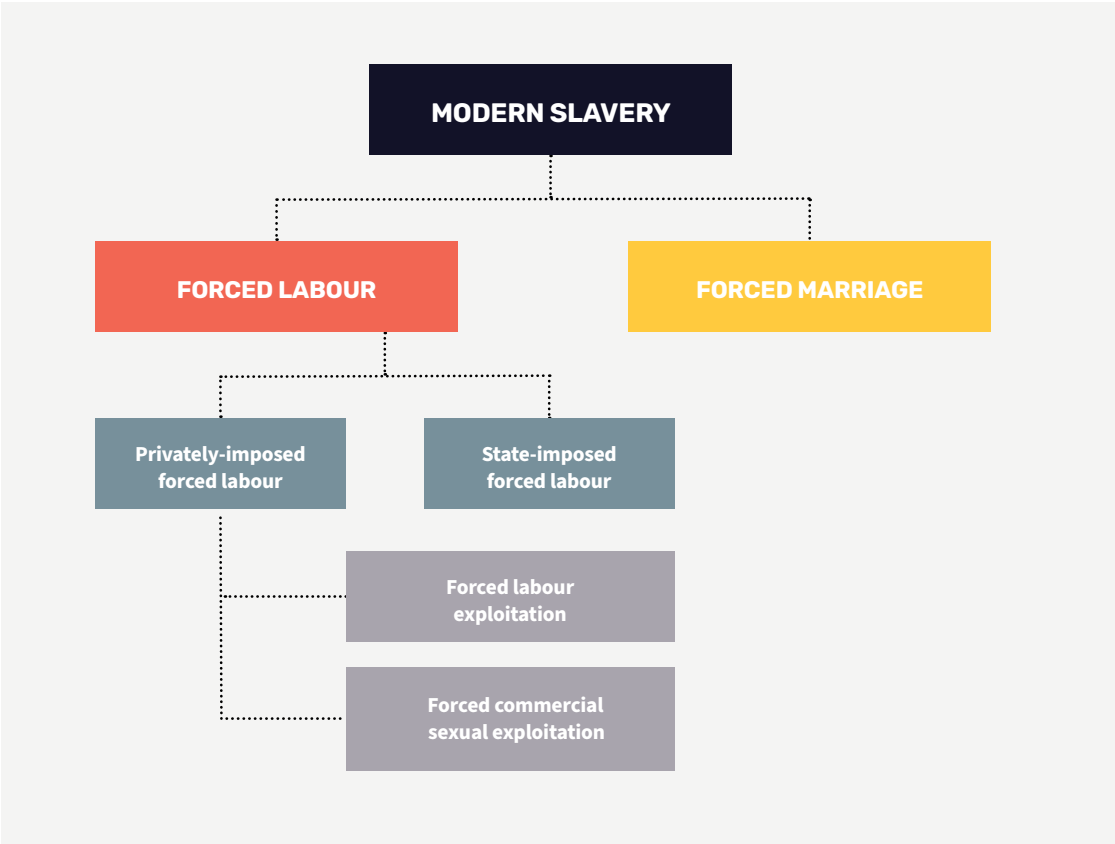 MODERN SLAVERY
FORCED LABOUR
FORCED MARRIAGE
Privately-imposed
forced labour
State-imposed
forced labour
Forced labour
exploitation
Forced commercial
sexual exploitation